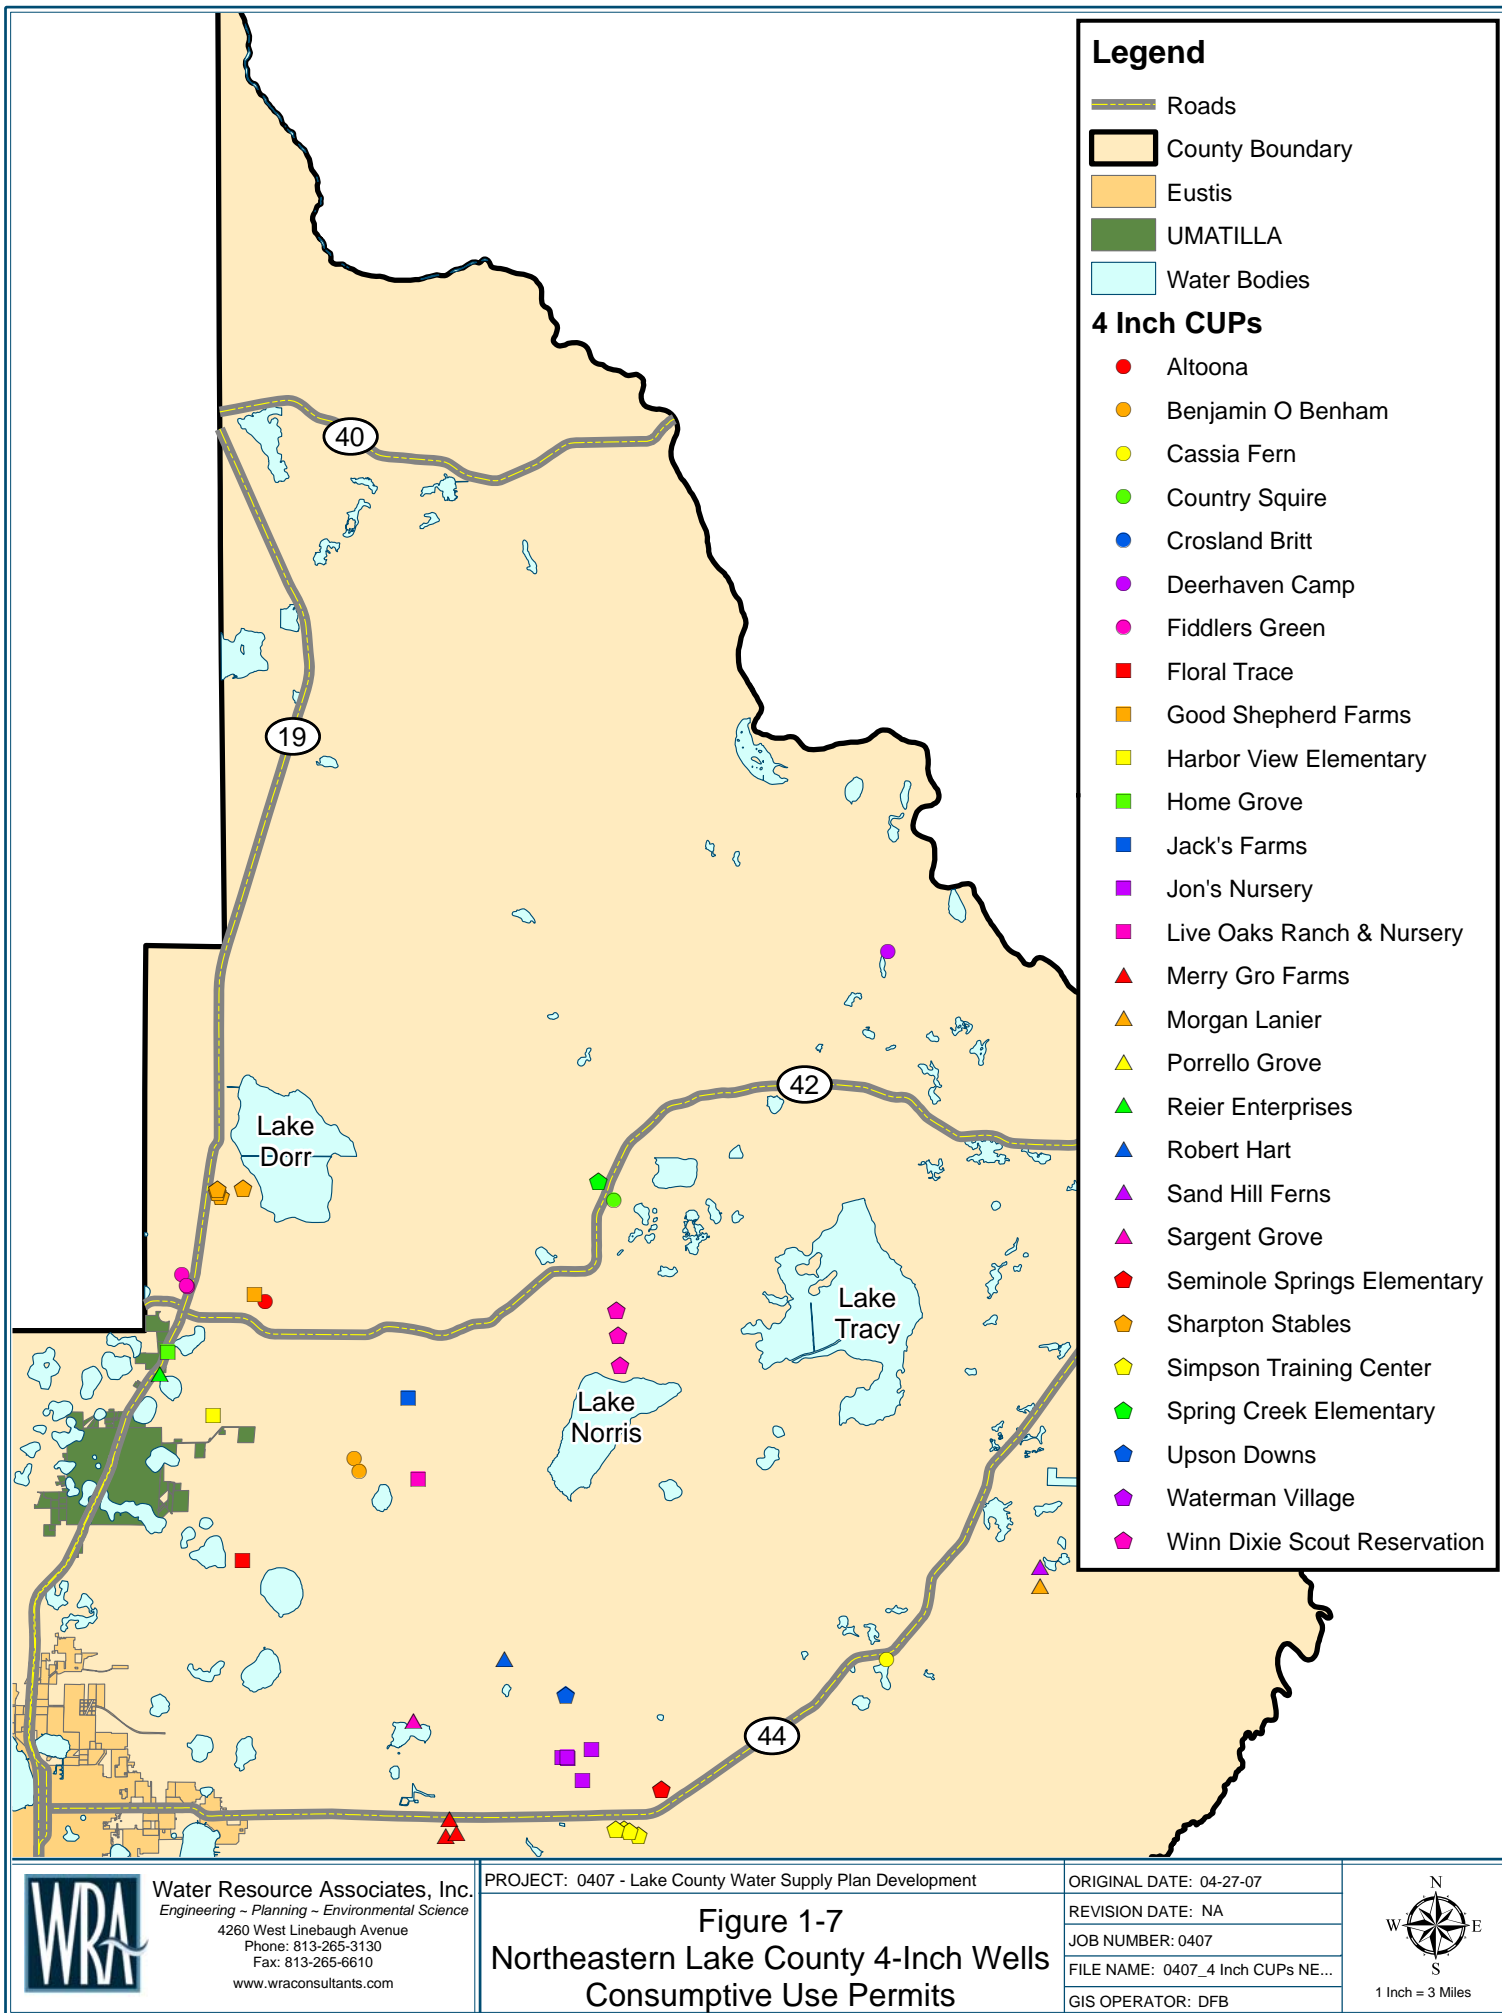 Legend
Roads
County Boundary
Eustis
UMATILLA
Water Bodies
4 Inch CUPs
Altoona
Benjamin O Benham
Cassia Fern
Country Squire
Crosland Britt
Deerhaven Camp
Fiddlers Green
Floral Trace
Good Shepherd Farms
Harbor View Elementary
Home Grove
Jack's Farms
Jon's Nursery
Live Oaks Ranch & Nursery
Merry Gro Farms
Morgan Lanier
Porrello Grove
Reier Enterprises
Robert Hart
Sand Hill Ferns
Sargent Grove
Seminole Springs Elementary
Sharpton Stables
Simpson Training Center
Spring Creek Elementary
Upson Downs
Waterman Village
Winn Dixie Scout Reservation
40
19
42
Lake
Dorr
Lake
Tracy
Lake
Norris
44
WRA
Water Resource Associates, Inc.
Engineering ~ Planning ~ Environmental Science
4260 West Linebaugh Avenue
Phone: 813-265-3130
Fax: 813-265-6610
www.wraconsultants.com
PROJECT: 0407 - Lake County Water Supply Plan Development
Figure 1-7
Northeastern Lake County 4-Inch Wells
Consumptive Use Permits
ORIGINAL DATE: 04-27-07
REVISION DATE: NA
JOB NUMBER: 0407
FILE NAME: 0407_4 Inch CUPs NE...
GIS OPERATOR: DFB
N
W E
S
1 Inch = 3 Miles